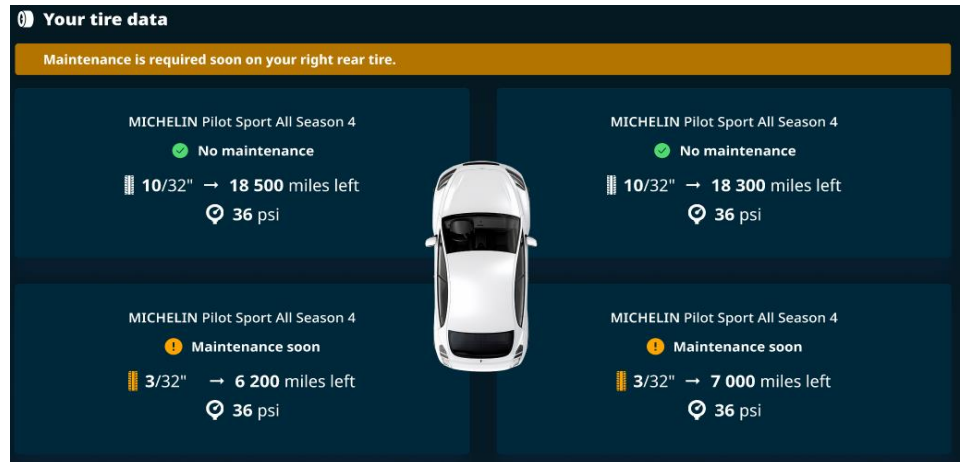 Your tire data
Maintenance is required soon on your right rear tire.
MICHELIN Pilot Sport All Season 4
No maintenance
10/32" → 18 500 miles left
36 psi
MICHELIN Pilot Sport All Season 4
No maintenance
10/32" → 18 300 miles left
36 psi
MICHELIN Pilot Sport All Season 4
Maintenance soon
3/32" → 6 200 miles left
36 psi
MICHELIN Pilot Sport All Season 4
Maintenance soon
3/32" → 7 000 miles left
36 psi